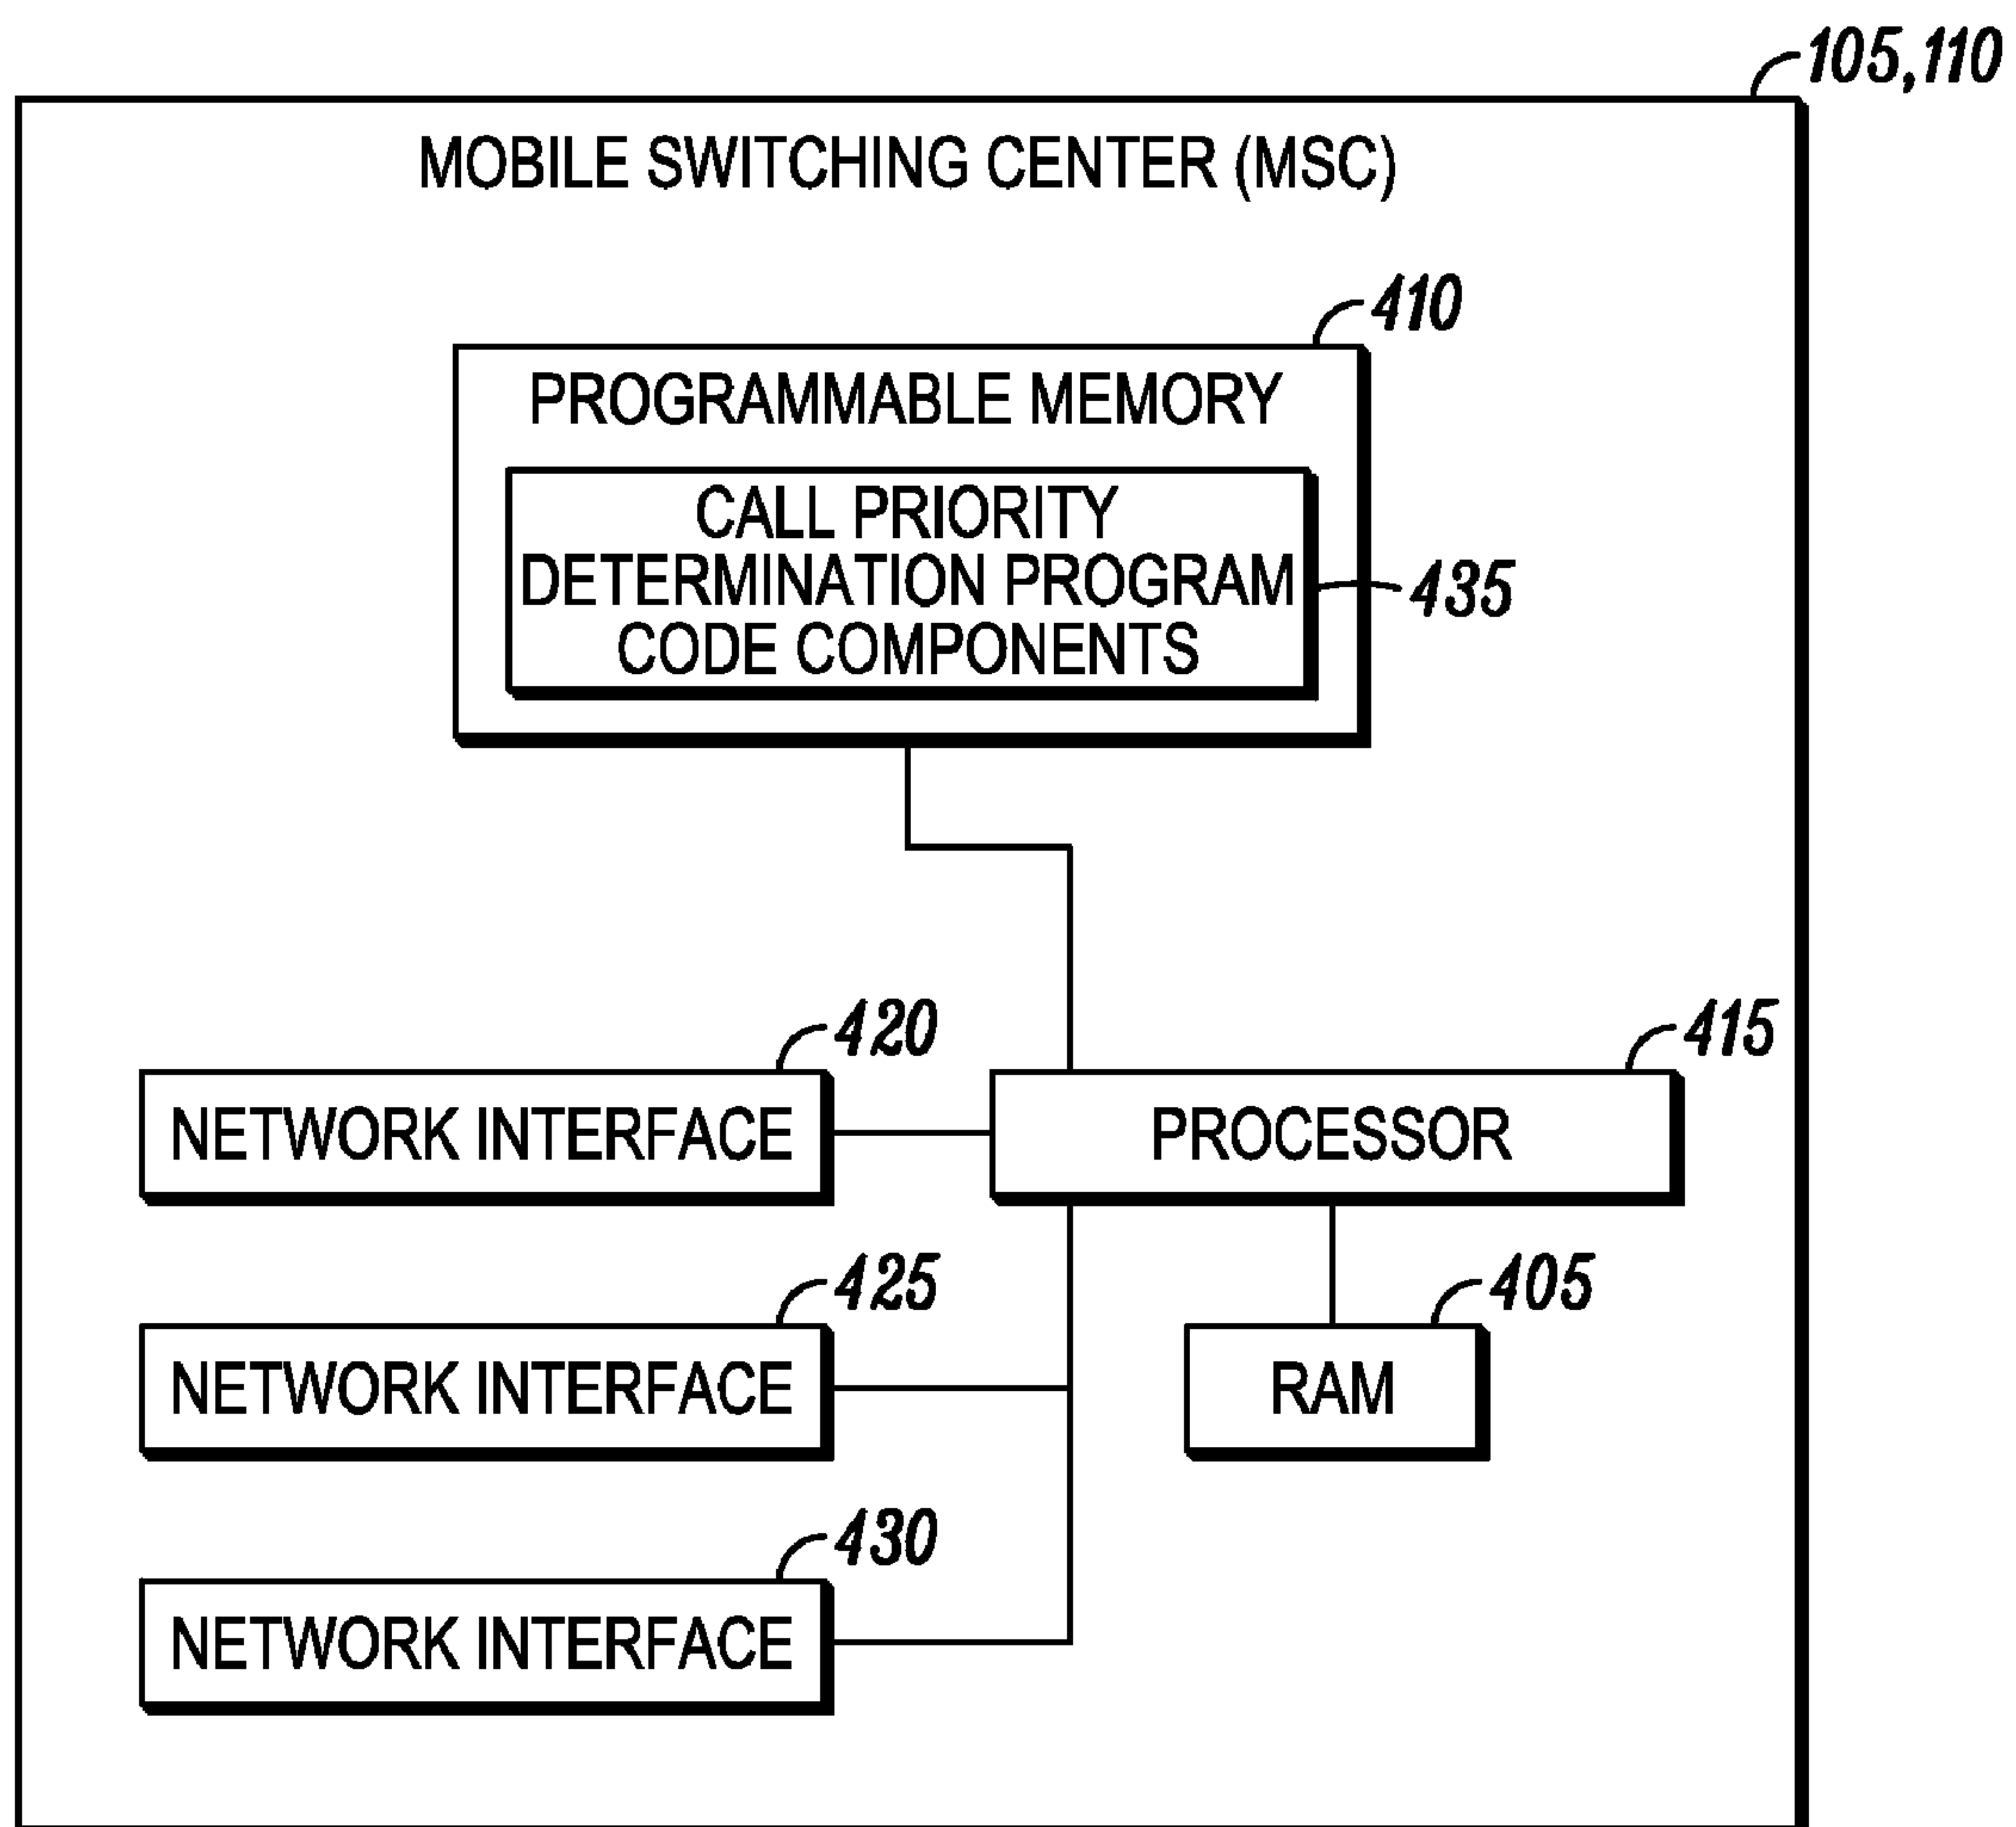 105,110
MOBILE SWITCHING CENTER (MSC)
410
PROGRAMMABLE MEMORY
CALL PRIORITY
DETERMINATION PROGRAM
CODE COMPONENTS
435
420
415
NETWORK INTERFACE
PROCESSOR
425
405
NETWORK INTERFACE
RAM
430
NETWORK INTERFACE